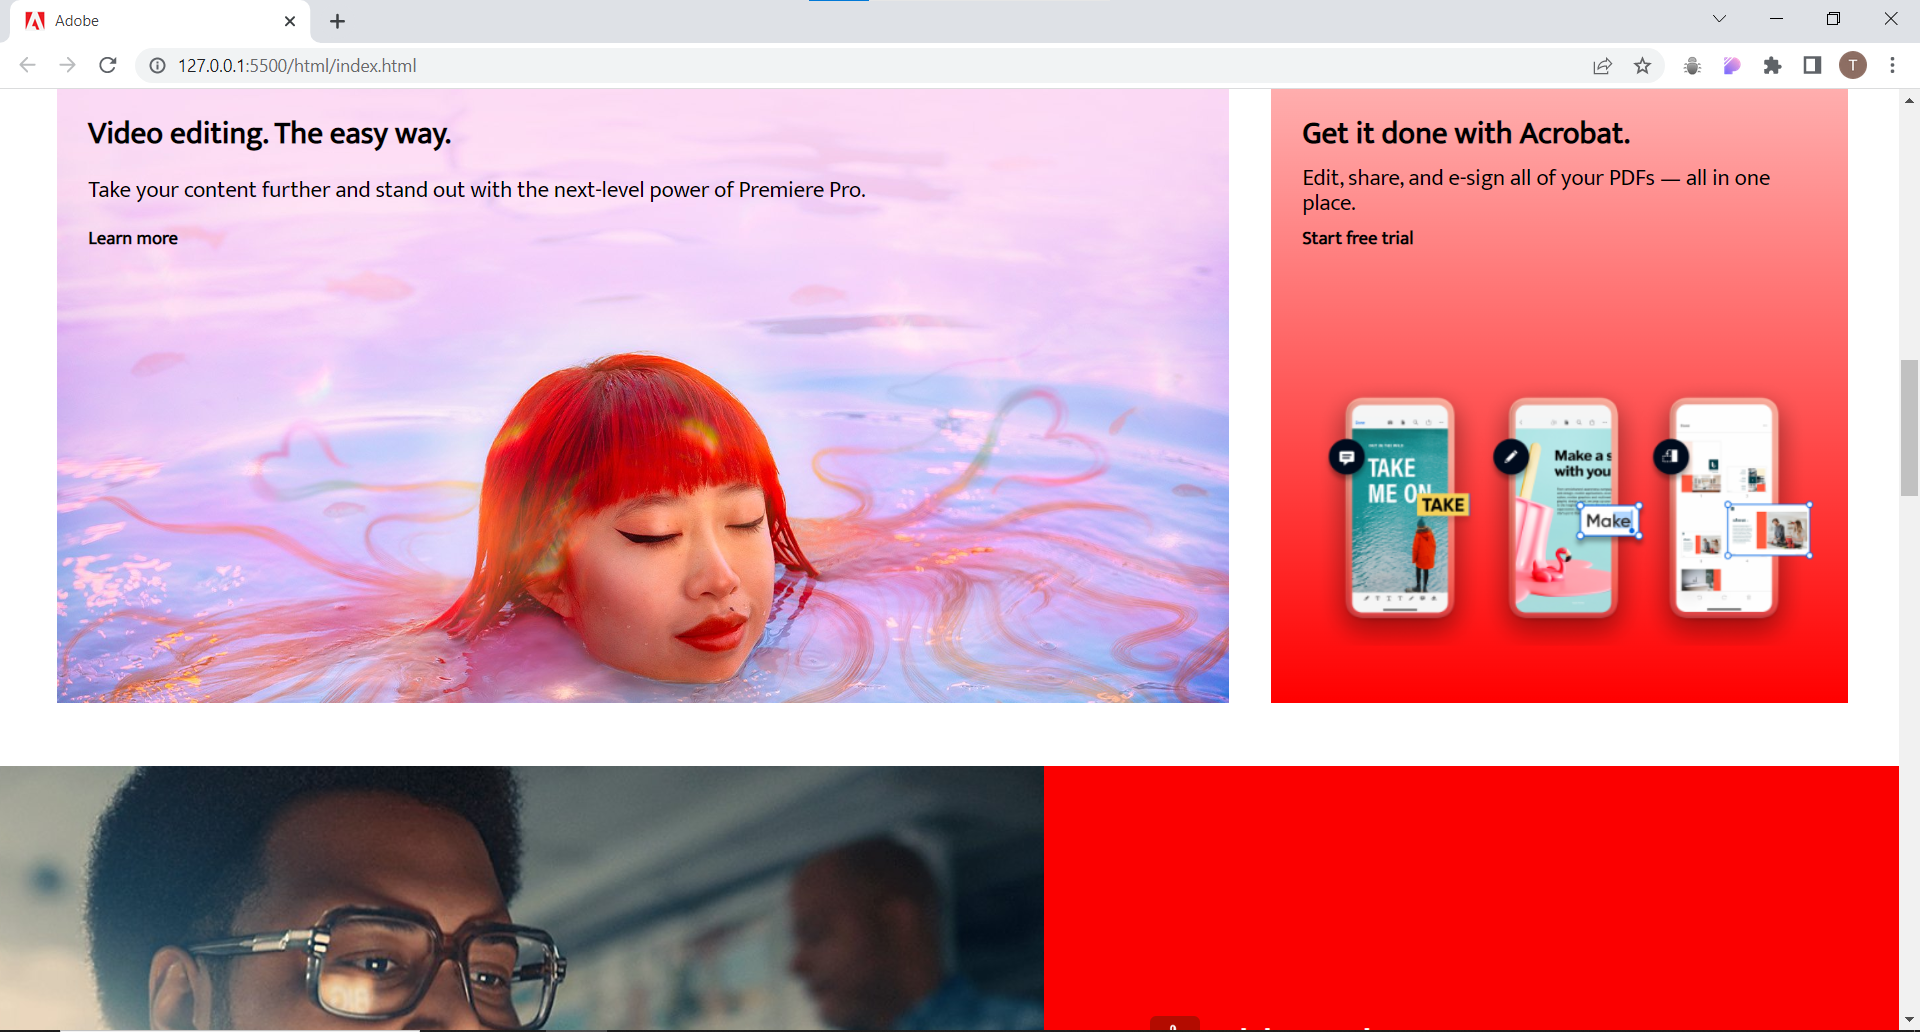 Adobe
127.0.0.1:5500/html/index.html
T
Video editing. The easy way.
Take your content further and stand out with the next-level power of Premiere Pro.
Learn more
Get it done with Acrobat.
Edit, share, and e-sign all of your PDFs — all in one
place.
Start free trial
TAKE
ME ON
TAKE
Make a s
with you
Make